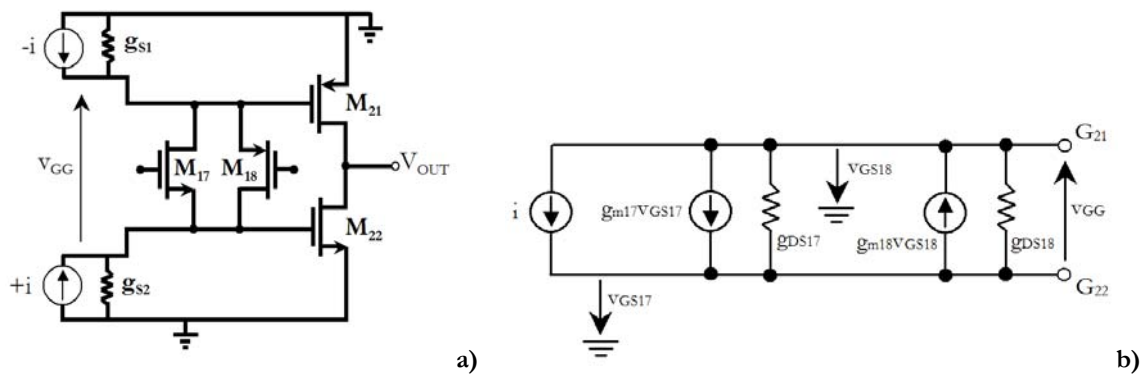 -i
gS1
M21
VGG
M17
M18
VOUT
M22
+i
gS2
a)
G21
vGS18
i
gm17vGS17
gDS17
gm18vGS18
gDS18
vGG
G22
vGS17
b)